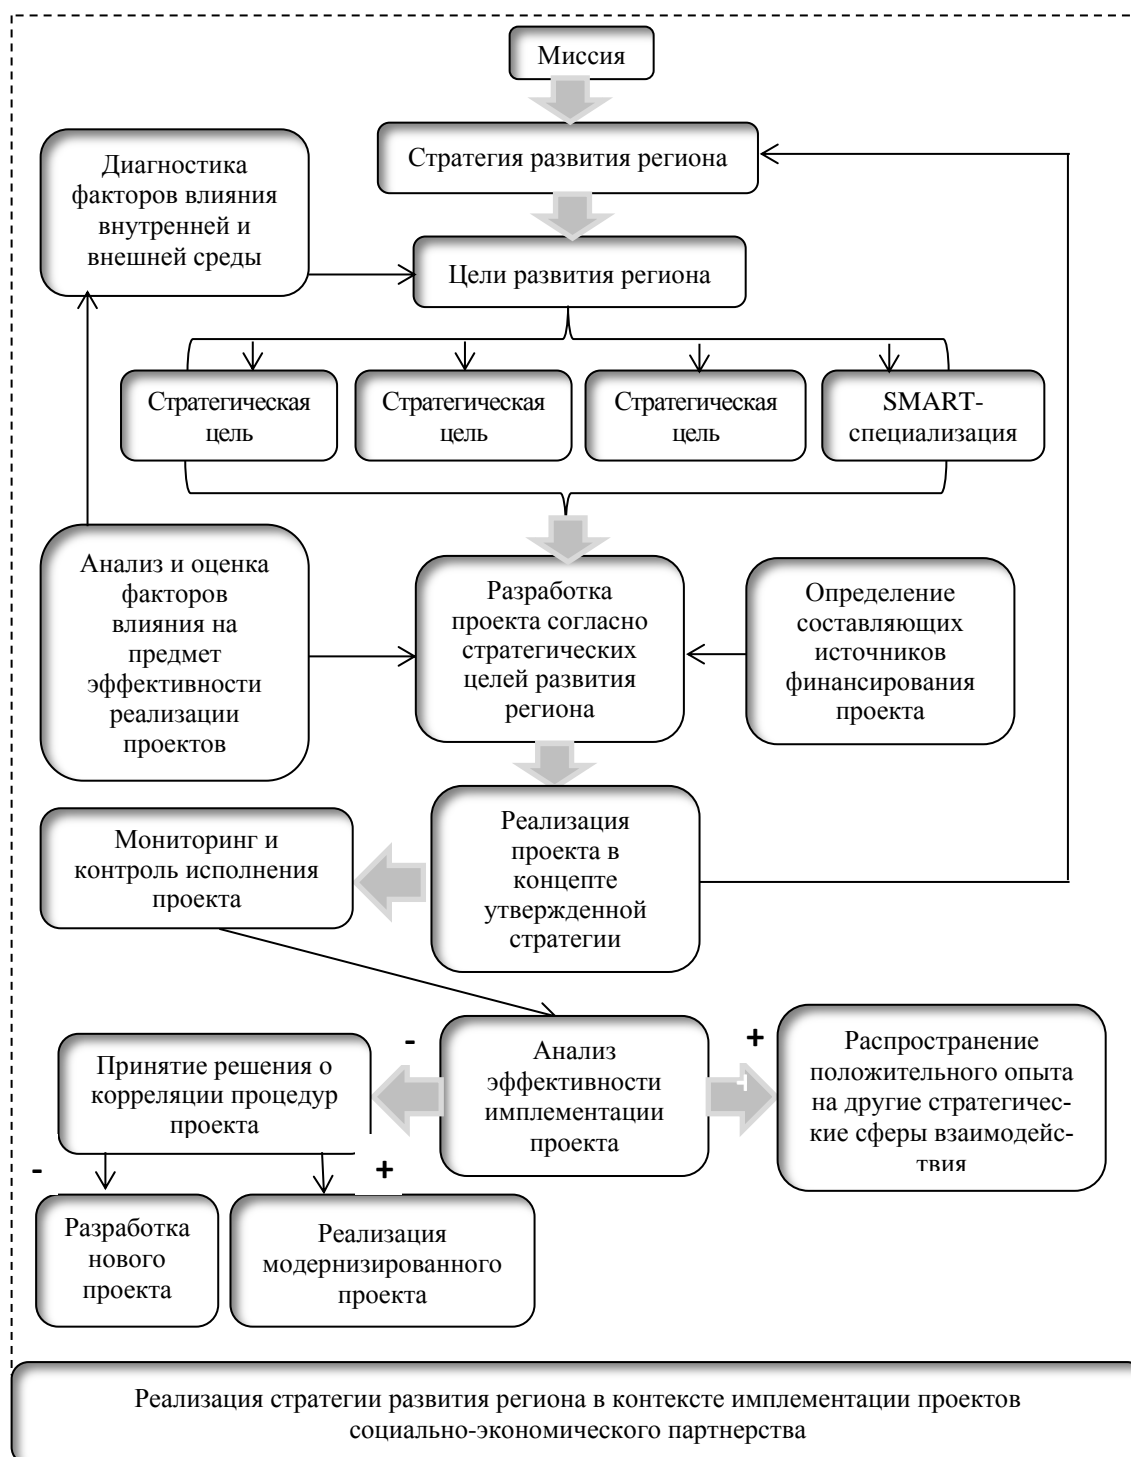 Миссия
Стратегия развития региона
Диагностика
факторов влияния
внутренней и
внешней среды
Цели развития региона
Стратегическая
цель
Стратегическая
цель
Стратегическая
цель
SMART-
специализация
Анализ и оценка
факторов
влияния на
предмет
эффективности
реализации
проектов
Разработка
проекта согласно
стратегических
целей развития
региона
Определение
составляющих
источников
финансирования
проекта
Реализация
проекта в
концепте
утвержденной
стратегии
Мониторинг и
контроль исполнения
проекта
-
Анализ
эффективности
имплементации
проекта
+
Распространение
положительного опыта
на другие стратегичес-
кие сферы взаимодейс-
твия
Принятие решения о
корреляции процедур
проекта
-
+
Разработка
нового
проекта
Реализация
модернизированного
проекта
Реализация стратегии развития региона в контексте имплементации проектов
социально-экономического партнерства